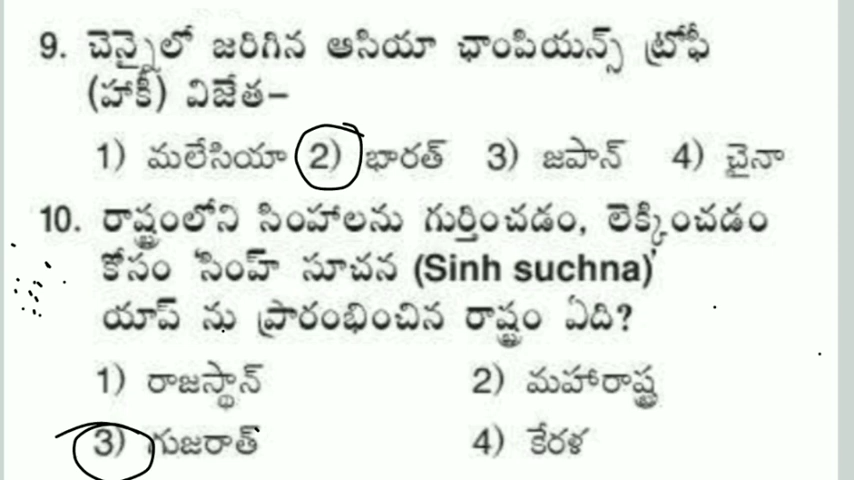 9. చెన్నైలో జరిగిన ఆసియా ఛాంపియన్స్ ట్రోఫీ
(హాకీ) విజేత–
1) మలేసియా 2) భారత్ 3) జపాన్ 4) చైనా
10. రాష్ట్రంలోని సింహాలను గుర్తించడం, లెక్కించడం
కోసం 'సింహ్ సూచన (Sinh suchna)'
యాప్ ను ప్రారంభించిన రాష్ట్రం ఏది?
1) రాజస్థాన్ 2) మహారాష్ట్ర
3) గుజరాత్ 4) కేరళ